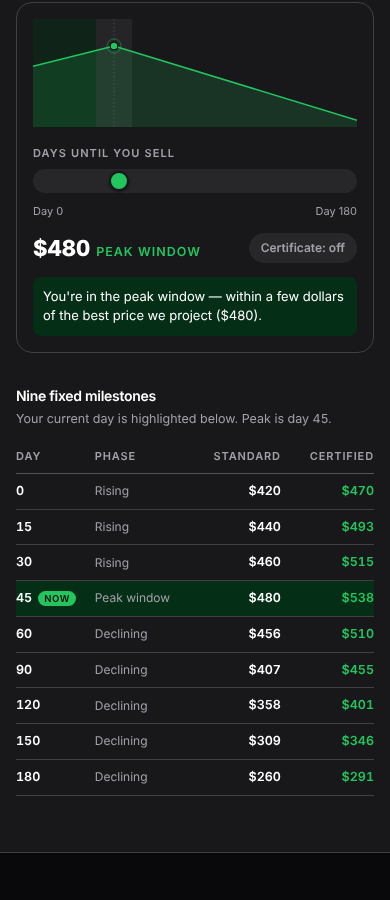 DAYS UNTIL YOU SELL
Day 0 Day 180
$480 PEAK WINDOW Certificate: off
You're in the peak window — within a few dollars
of the best price we project ($480).
Nine fixed milestones
Your current day is highlighted below. Peak is day 45.
DAY PHASE STANDARD CERTIFIED
0 Rising $420 $470
15 Rising $440 $493
30 Rising $460 $515
45 NOW Peak window $480 $538
60 Declining $456 $510
90 Declining $407 $455
120 Declining $358 $401
150 Declining $309 $346
180 Declining $260 $291